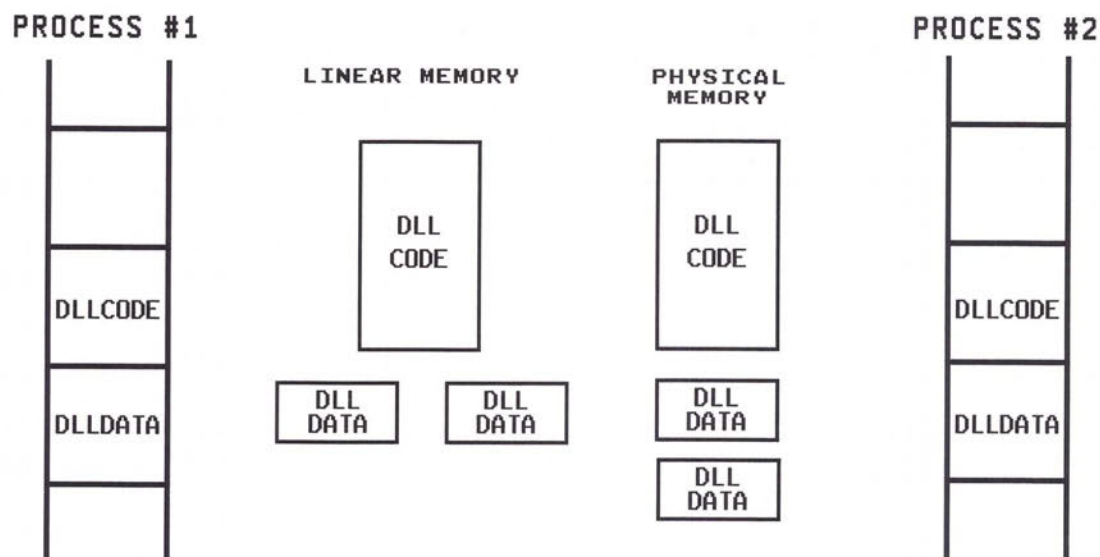 PROCESS #1
PROCESS #2
LINEAR MEMORY
PHYSICAL
MEMORY
DLL
CODE
DLL
CODE
DLLCODE
DLLCODE
DLL
DATA
DLL
DATA
DLL
DATA
DLLDATA
DLLDATA
DLL
DATA